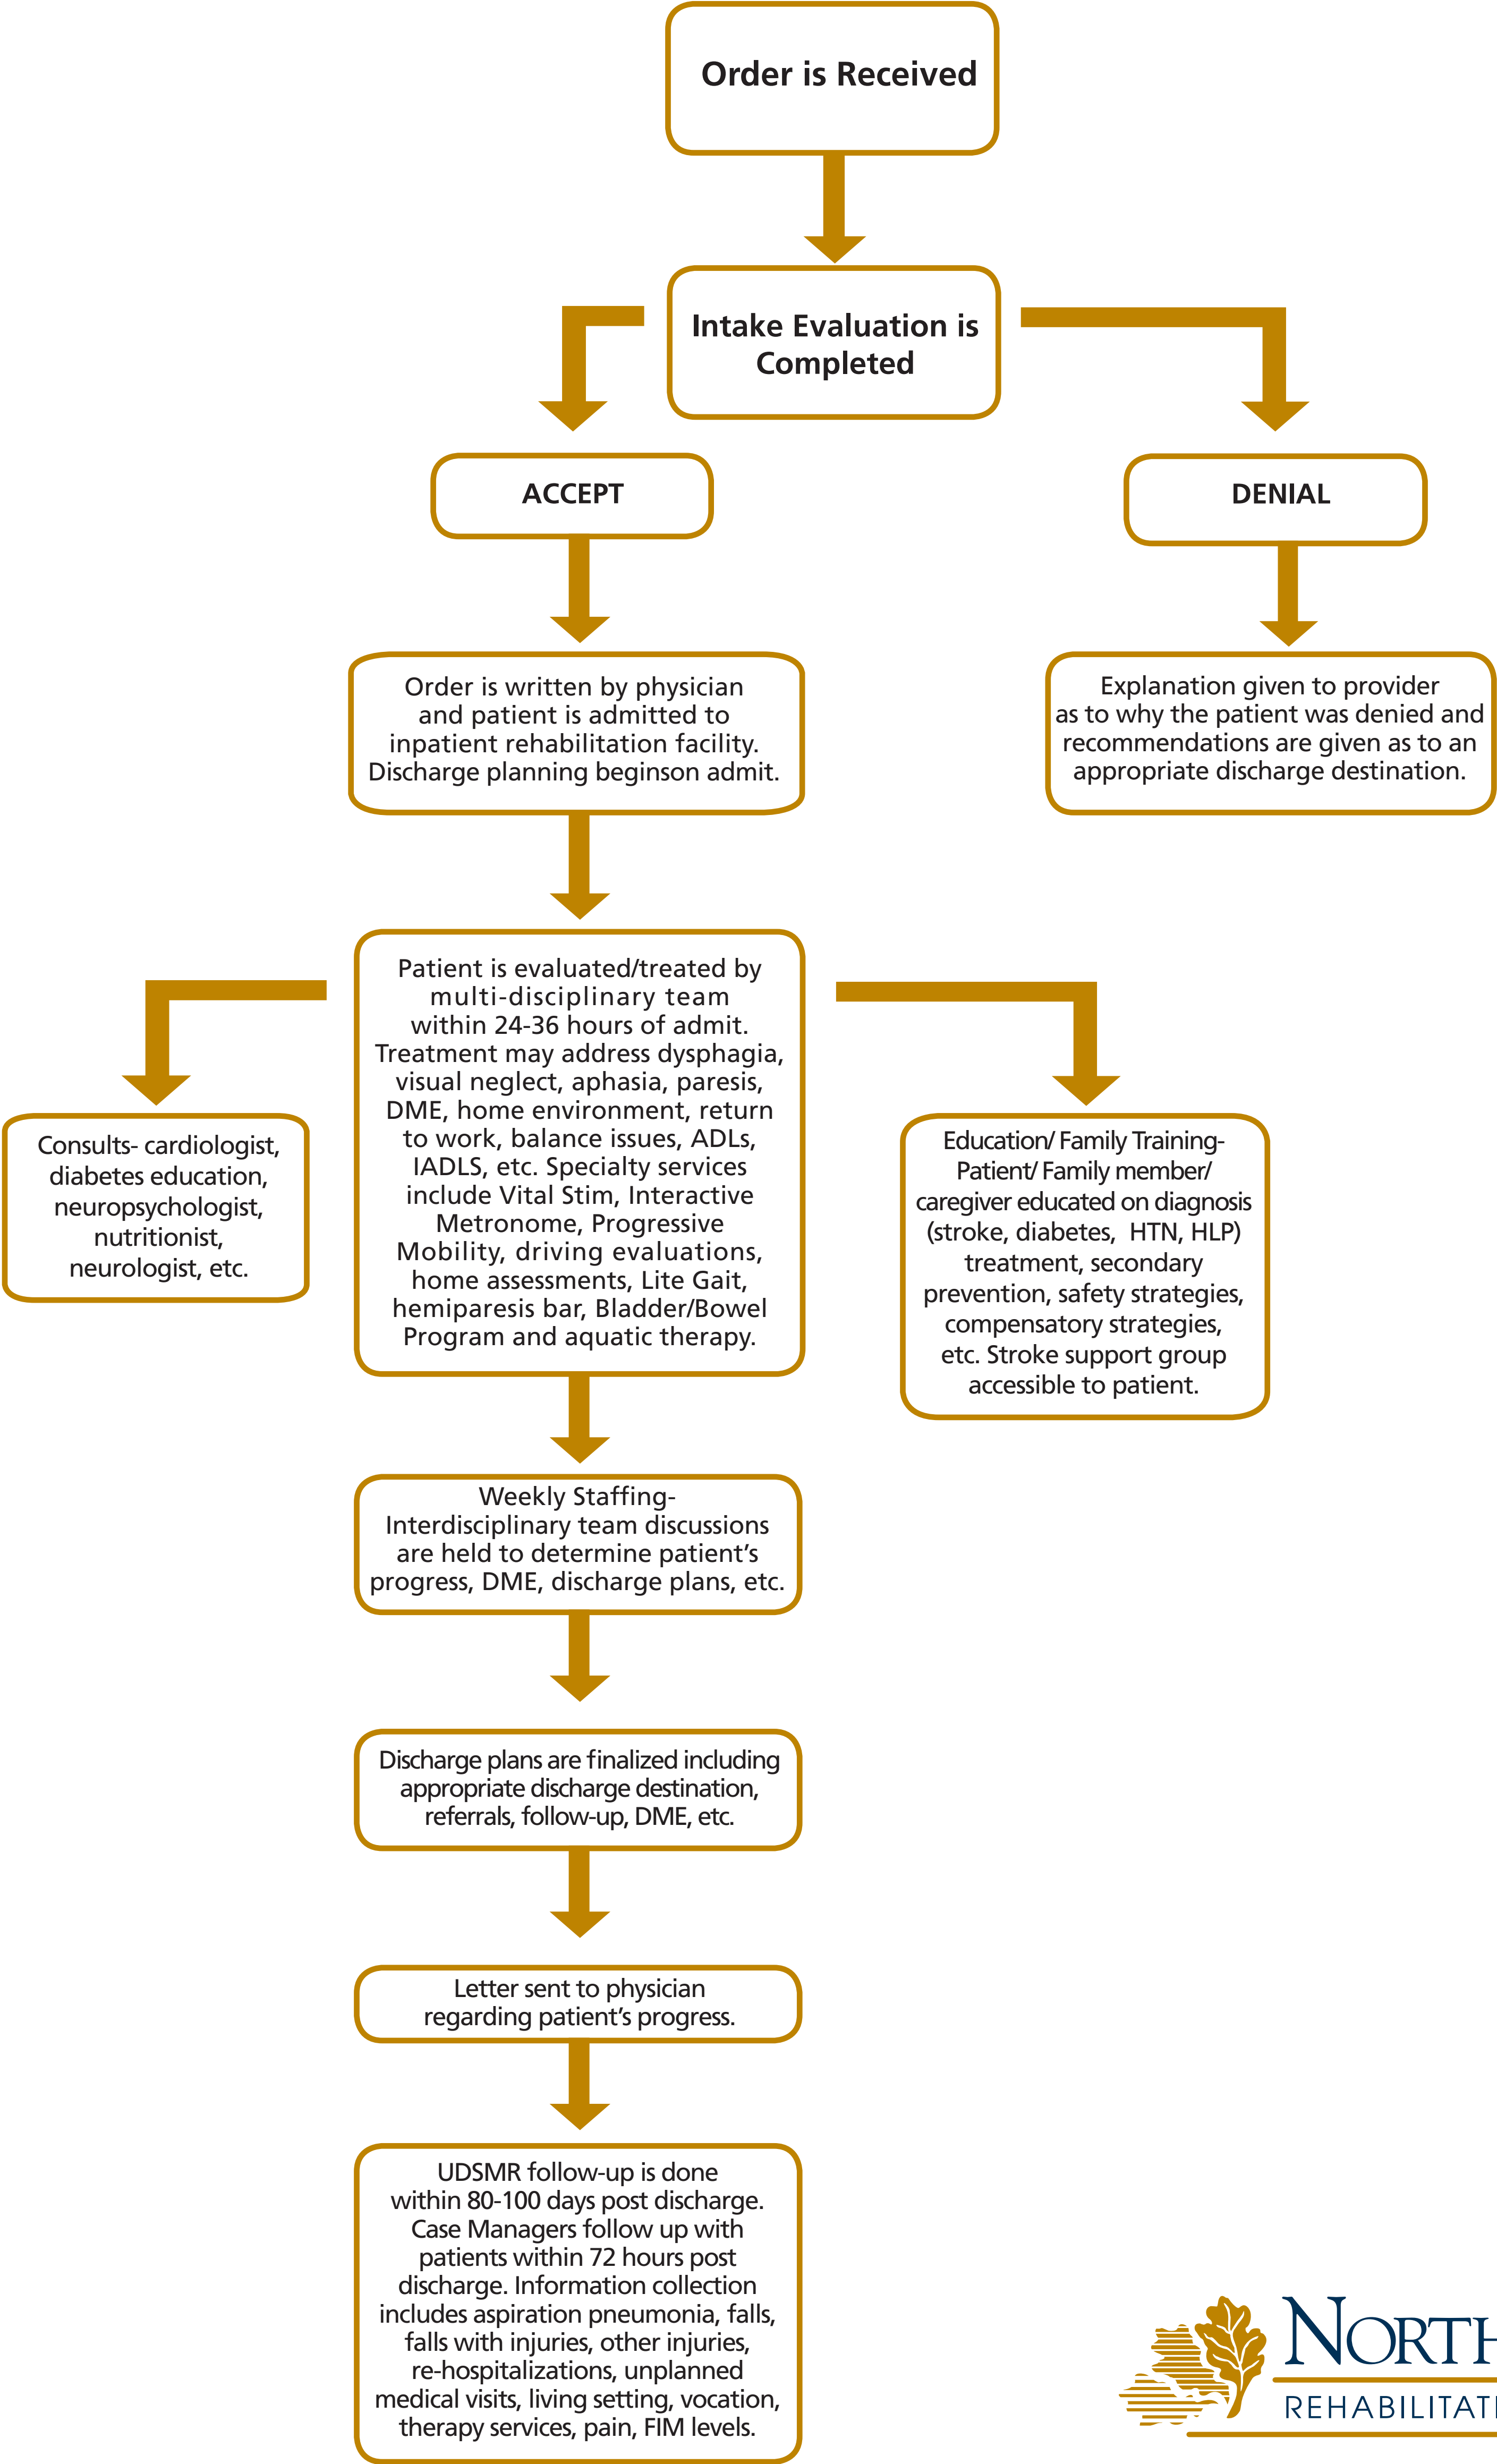 Order is Received
Intake Evaluation is
Completed
ACCEPT
DENIAL
Order is written by physician
and patient is admitted to
inpatient rehabilitation facility.
Discharge planning beginson admit.
Explanation given to provider
as to why the patient was denied and
recommendations are given as to an
appropriate discharge destination.
Patient is evaluated/treated by
multi-disciplinary team
within 24-36 hours of admit.
Treatment may address dysphagia,
visual neglect, aphasia, paresis,
DME, home environment, return
to work, balance issues, ADLs,
IADLS, etc. Specialty services
include Vital Stim, Interactive
Metronome, Progressive
Mobility, driving evaluations,
home assessments, Lite Gait,
hemiparesis bar, Bladder/Bowel
Program and aquatic therapy.
Consults- cardiologist,
diabetes education,
neuropsychologist,
nutritionist,
neurologist, etc.
Education/ Family Training-
Patient/ Family member/
caregiver educated on diagnosis
(stroke, diabetes, HTN, HLP)
treatment, secondary
prevention, safety strategies,
compensatory strategies,
etc. Stroke support group
accessible to patient.
Weekly Staffing-
Interdisciplinary team discussions
are held to determine patient's
progress, DME, discharge plans, etc.
Discharge plans are finalized including
appropriate discharge destination,
referrals, follow-up, DME, etc.
Letter sent to physician
regarding patient's progress.
UDSMR follow-up is done
within 80-100 days post discharge.
Case Managers follow up with
patients within 72 hours post
discharge. Information collection
includes aspiration pneumonia, falls,
falls with injuries, other injuries,
re-hospitalizations, unplanned
medical visits, living setting, vocation,
therapy services, pain, FIM levels.
NORTH
REHABILITATI